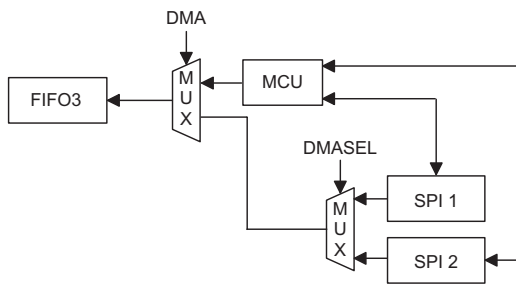 DMA
FIFO3
M
U
X
MCU
DMASEL
M
U
X
SPI 1
SPI 2